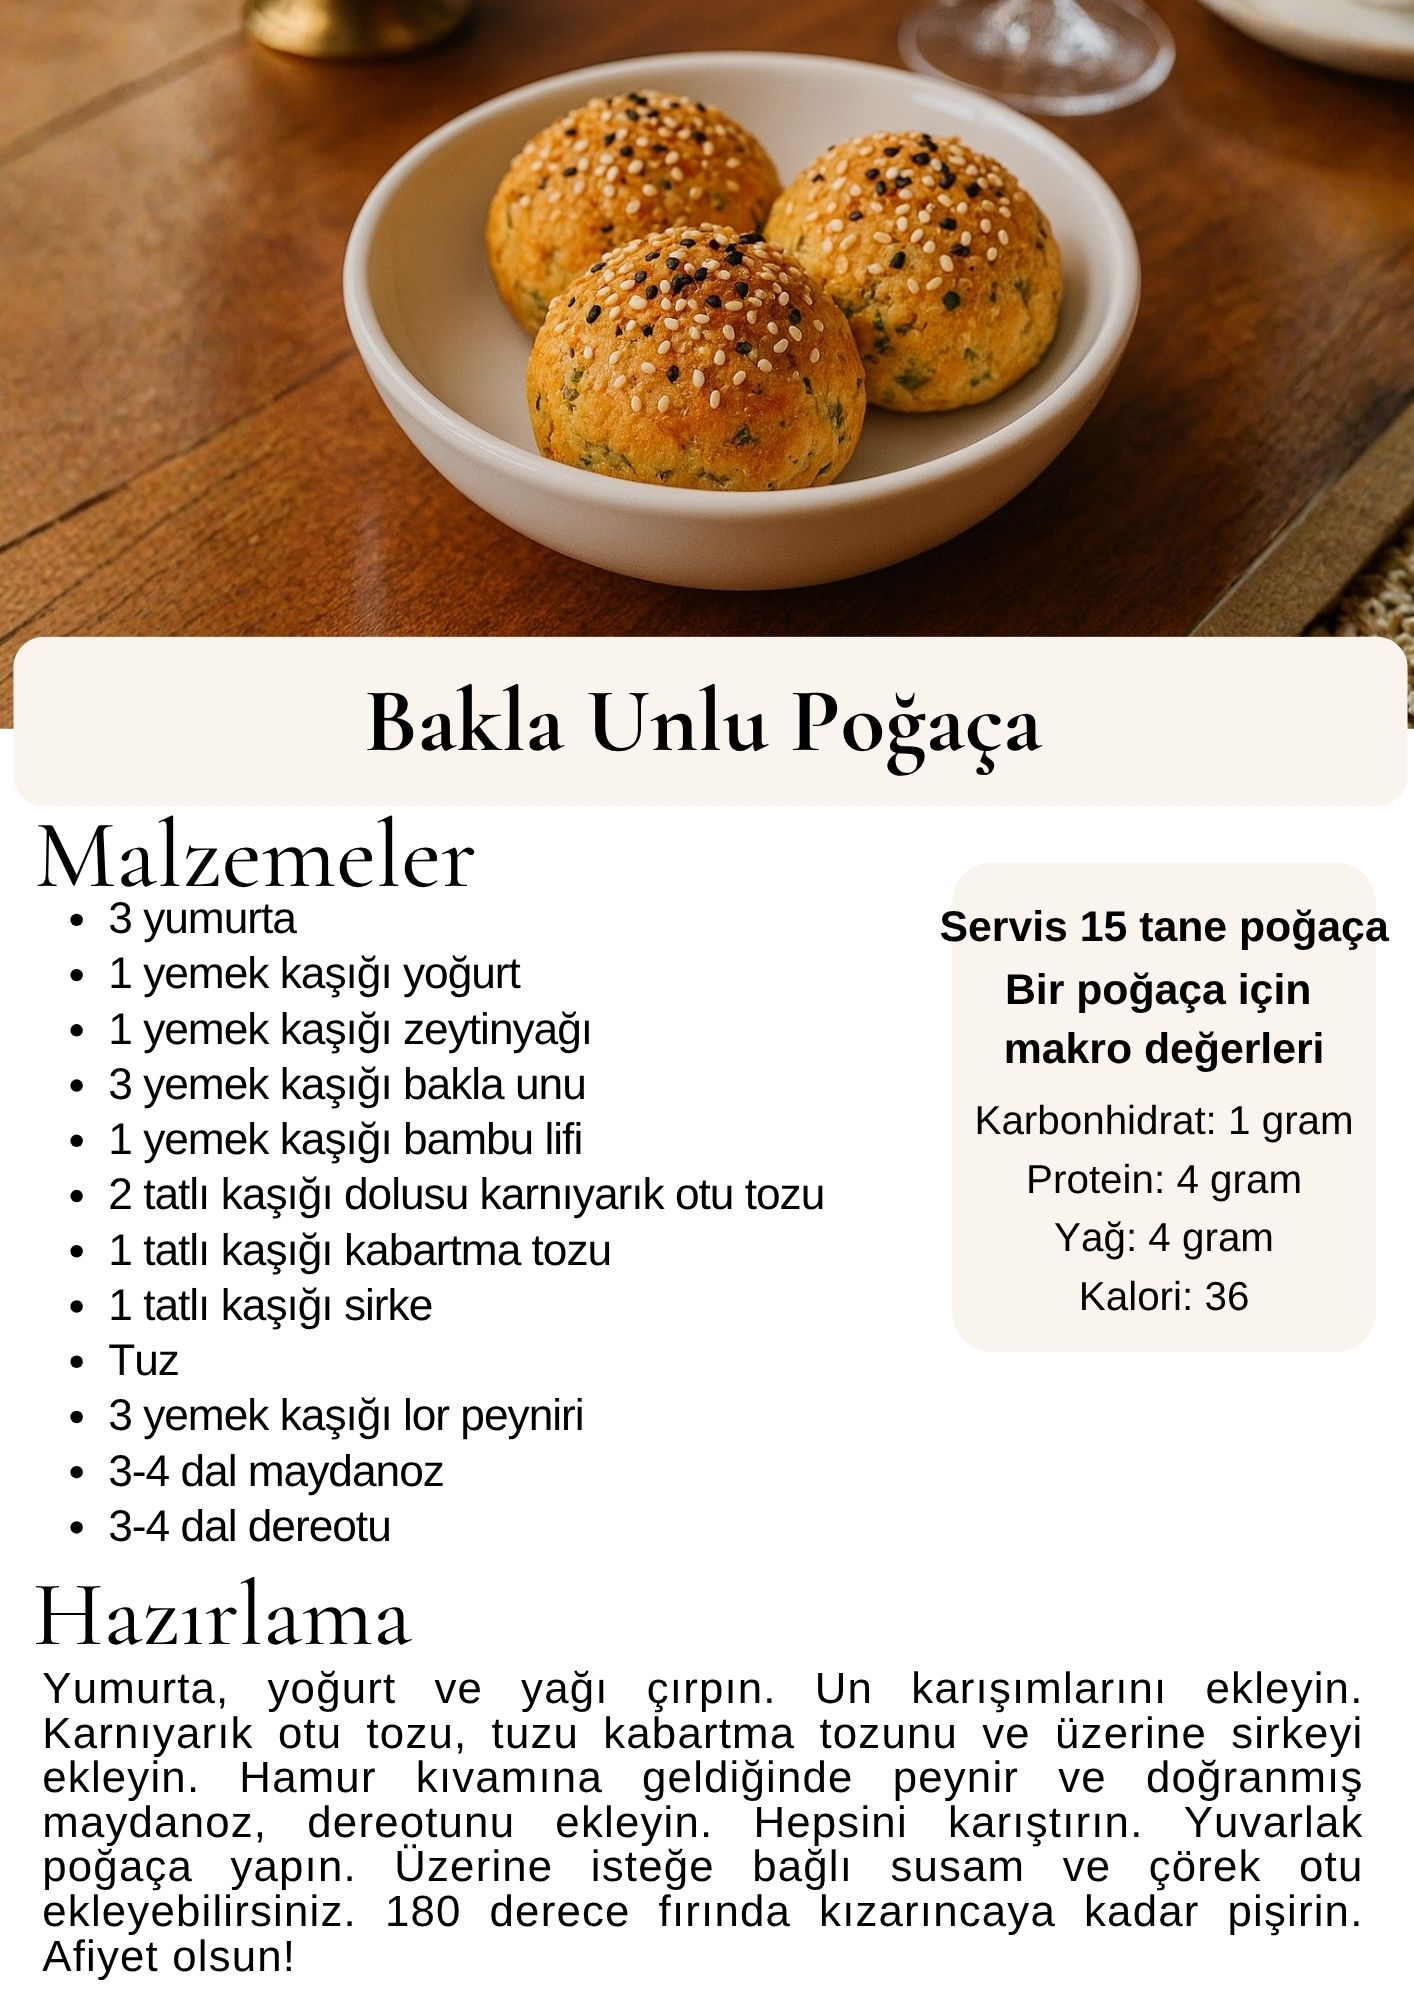 Bakla Unlu Poğaça
Malzemeler
• 3 yumurta
• 1 yemek kaşığı yoğurt
• 1 yemek kaşığı zeytinyağı
• 3 yemek kaşığı bakla unu
• 1 yemek kaşığı bambu lifi
• 2 tatlı kaşığı dolusu karnıyarık otu tozu
• 1 tatlı kaşığı kabartma tozu
• 1 tatlı kaşığı sirke
• Tuz
• 3 yemek kaşığı lor peyniri
• 3-4 dal maydanoz
• 3-4 dal dereotu
Servis 15 tane poğaça
Bir poğaça için
makro değerleri
Karbonhidrat: 1 gram
Protein: 4 gram
Yağ: 4 gram
Kalori: 36
Hazırlama
Yumurta, yoğurt ve yağı çırpın. Un karışımlarını ekleyin.
Karnıyarık otu tozu, tuzu kabartma tozunu ve üzerine sirkeyi
ekleyin. Hamur kıvamına geldiğinde peynir ve doğranmış
maydanoz, dereotunu ekleyin. Hepsini karıştırın. Yuvarlak
poğaça yapın. Üzerine isteğe bağlı susam ve çörek otu
ekleyebilirsiniz. 180 derece fırında kızarıncaya kadar pişirin.
Afiyet olsun!